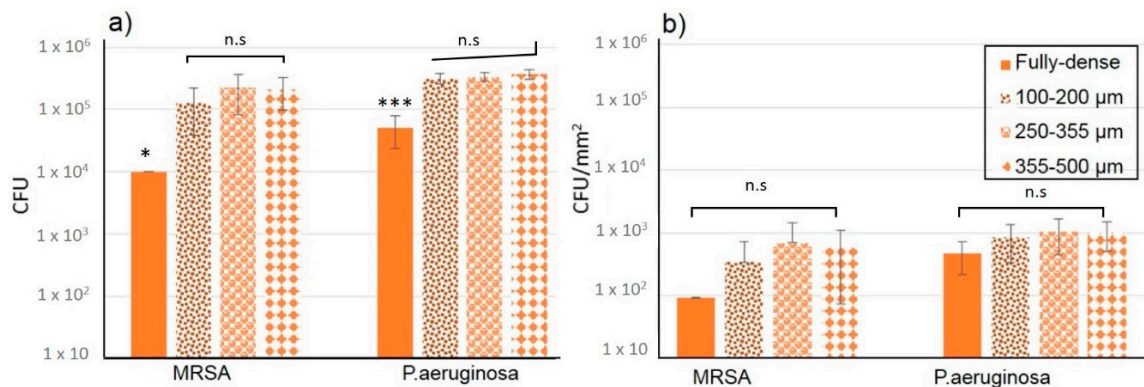 a)
n.s
n.s
1 x 10⁶
1 x 10⁵
1 x 10⁴
1 x 10³
1 x 10²
1 x 10
CFU
*
***
MRSA
P.aeruginosa
b)
1 x 10⁶
1 x 10⁵
1 x 10⁴
1 x 10³
1 x 10²
1 x 10
CFU/mm²
Fully-dense
100-200 µm
250-355 µm
355-500 µm
n.s
n.s
MRSA
P.aeruginosa